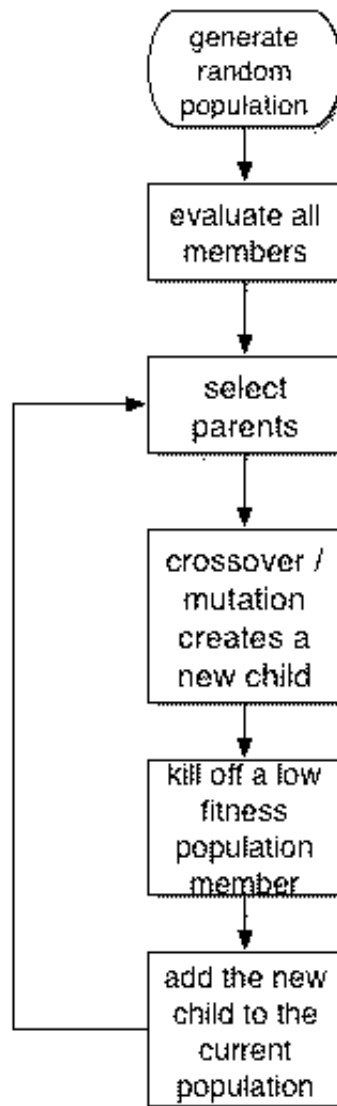 generate
random
population
evaluate all
members
select
parents
crossover /
mutation
creates a
new child
kill off a low
fitness
population
member
add the new
child to the
current
population